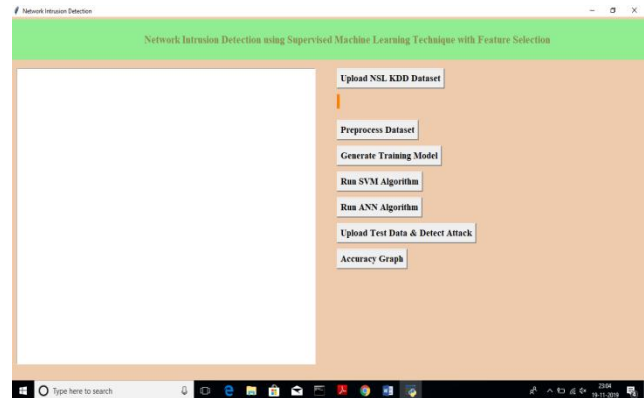 Network Intrusion Detection
Network Intrusion Detection using Supervised Machine Learning Technique with Feature Selection
Upload NSL KDD Dataset
Preprocess Dataset
Generate Training Model
Run SVM Algorithm
Run ANN Algorithm
Upload Test Data & Detect Attack
Accuracy Graph
Type here to search
23:04
19-11-2019